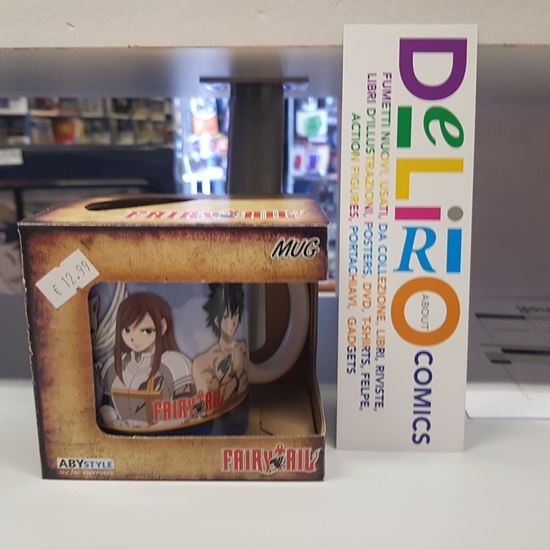 FAIRY TAIL
MUG
€ 12.99
FAIRY TAIL
ABYSTYLE
FAIRY TAIL
DeLiRiO
ABOUT
COMICS
FUMETTI NUOVI, USATI, DA COLLEZIONE, LIBRI, RIVISTE,
LIBRI D'ILLUSTRAZIONI, POSTERS, DVD, T-SHIRTS, FELPE,
ACTION FIGURES, PORTACHIAVI, GADGETS